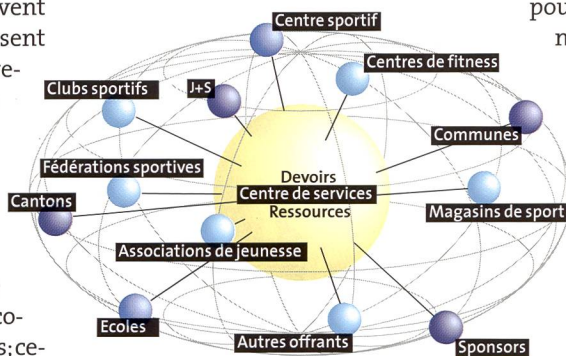 vent
sent
re-
pou
n
Centre sportif
Centres de fitness
Clubs sportifs
J+S
Communes
Fédérations sportives
Devoirs
Centre de services
Ressources
Cantons
Magasins de sport
Associations de jeunesse
co-
s; ce-
Ecoles
Autres offrants
Sponsors